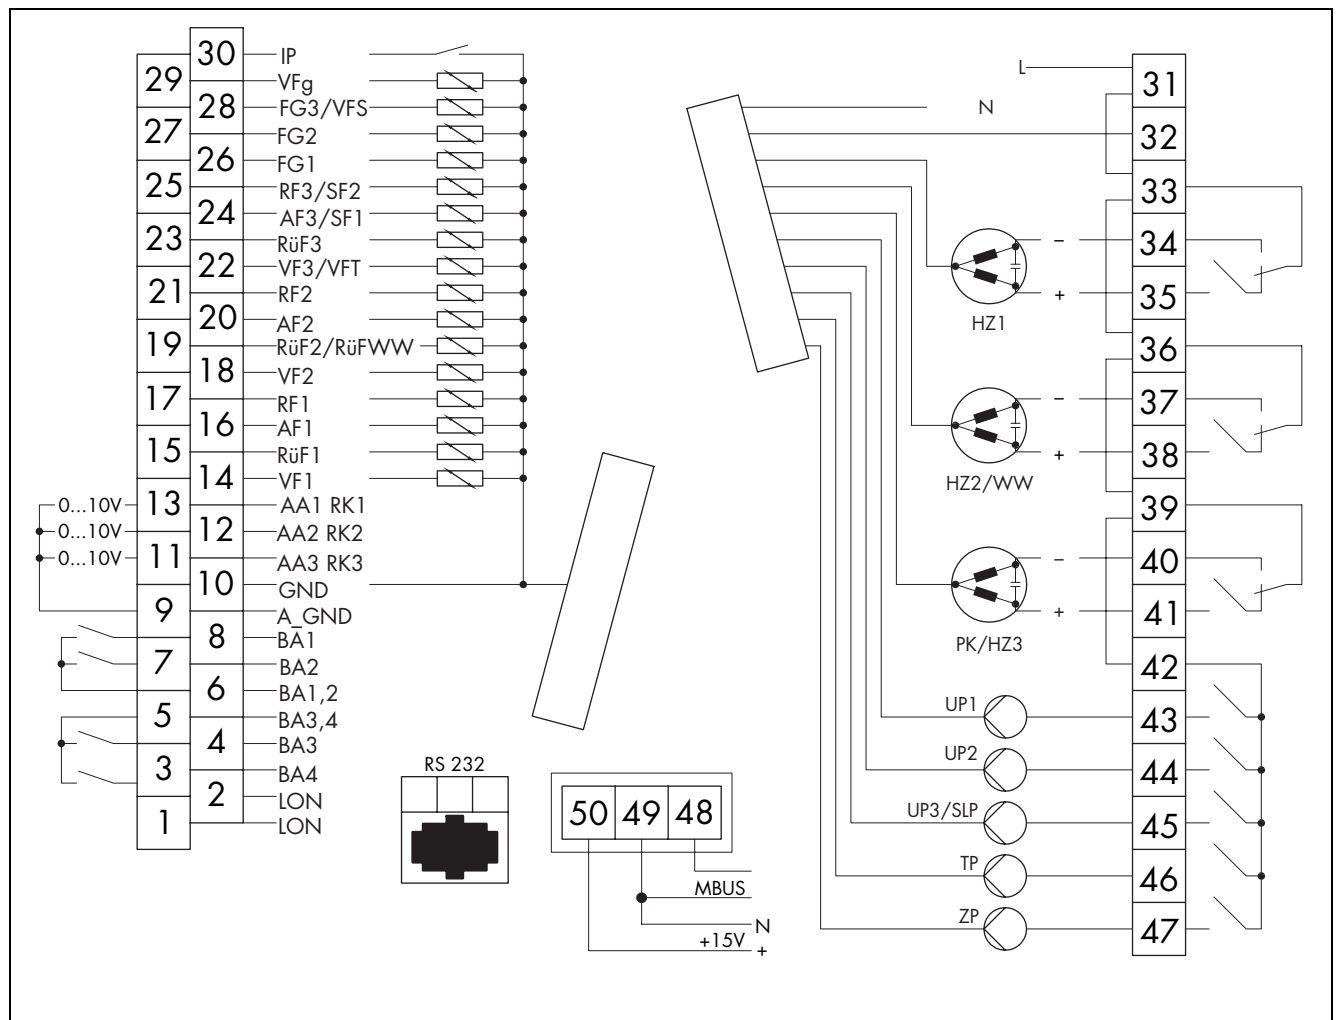 30 IP
29 VFg
28 FG3/VFS
27 FG2
26 FG1
25 RF3/SF2
24 AF3/SF1
23 RüF3
22 VF3/VFT
21 RF2
20 AF2
19 RüF2/RüFWW
18 VF2
17 RF1
16 AF1
15 RüF1
14 VF1
0...10V 13 AA1 RK1
0...10V 12 AA2 RK2
0...10V 11 AA3 RK3
10 GND
9 A_GND
8 BA1
7 BA2
6 BA1,2
5 BA3,4
4 BA3
3 BA4
2 LON
1 LON
RS 232
50 49 48
MBUS
N
+15V +
L 31
N
32
33
– 34
+ 35
HZ1
36
– 37
+ 38
HZ2/WW
39
– 40
+ 41
PK/HZ3
42
UP1 43
UP2 44
UP3/SLP 45
TP 46
ZP 47